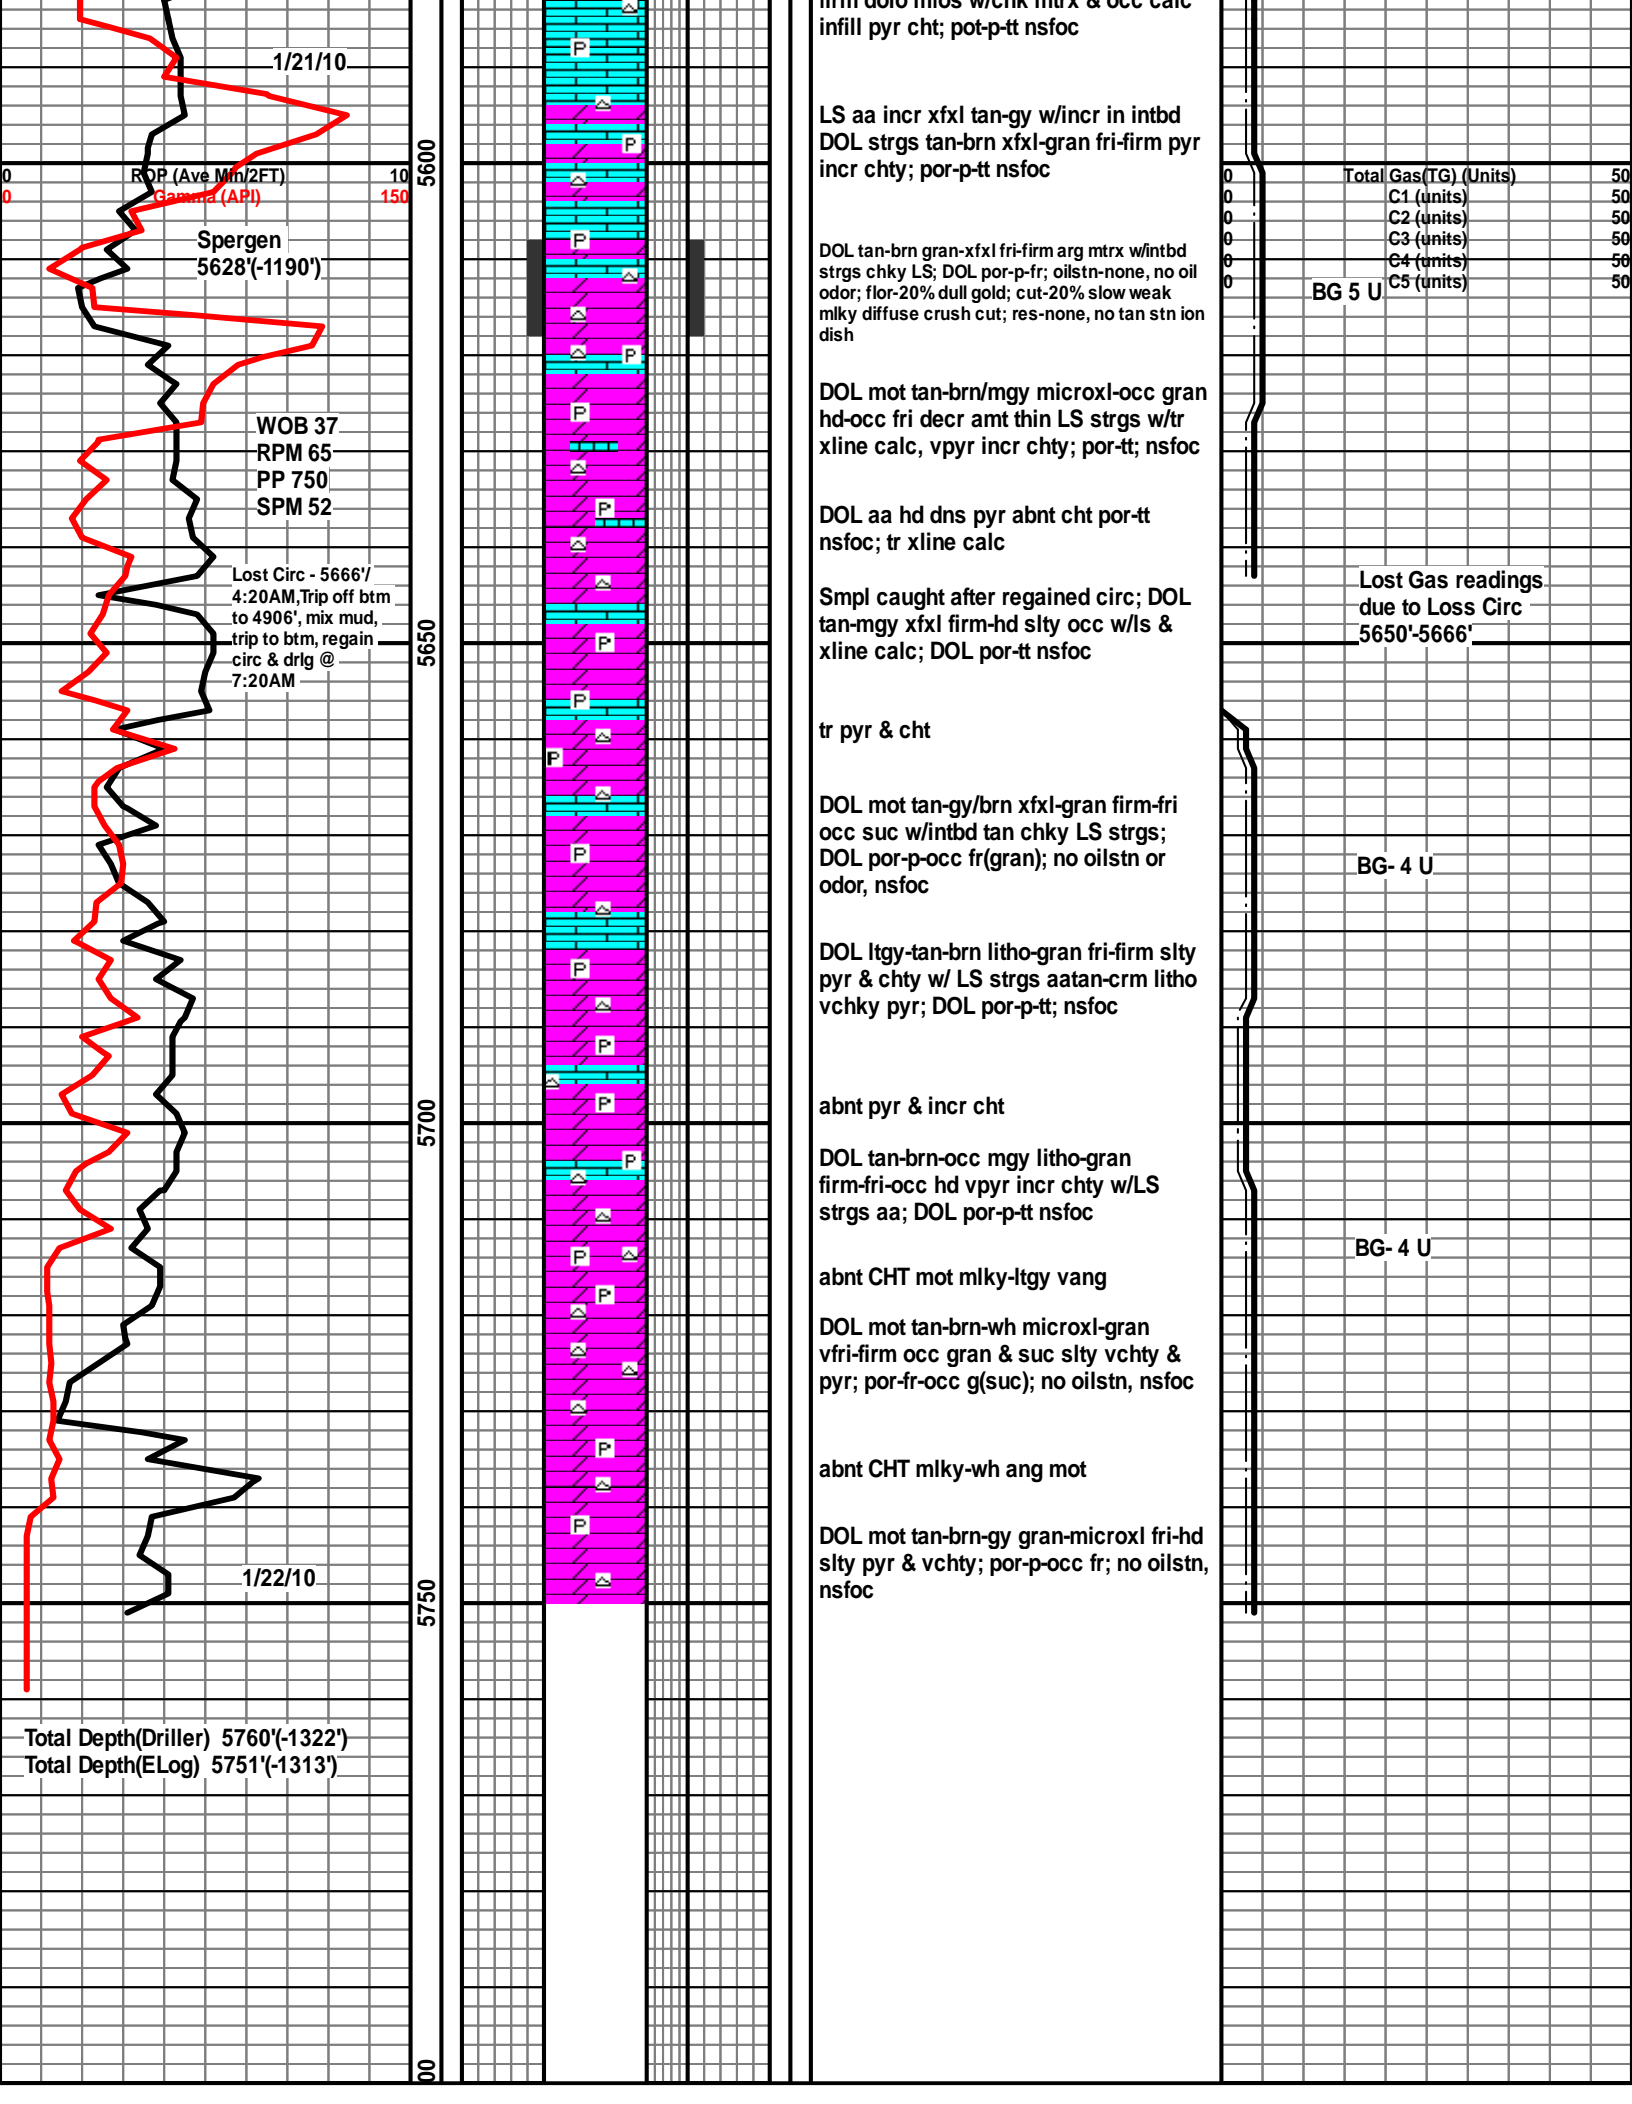 firm dolo mlos w/chk mtrx & occ calc
infill pyr cht; pot-p-tt nsfoc
1/21/10
LS aa incr xfxl tan-gy w/incr in intbd
DOL strgs tan-brn xfxl-gran fri-firm pyr
incr chty; por-p-tt nsfoc
5600
0 ROP (Ave Min/2FT) 10
0 Gamma (API) 150
0 Total Gas(TG) (Units) 50
C1 (units) 50
0 C2 (units) 50
0 C3 (units) 50
0 C4 (units) 50
0 C5 (units) 50
Spergen
5628'(-1190')
DOL tan-brn gran-xfxl fri-firm arg mtrx w/intbd
strgs chky LS; DOL por-p-fr; oilstn-none, no oil
odor; flor-20% dull gold; cut-20% slow weak
mlky diffuse crush cut; res-none, no tan stn ion
dish
BG 5 U
DOL mot tan-brn/mgy microxl-occ gran
hd-occ fri decr amt thin LS strgs w/tr
xline calc, vpyr incr chty; por-tt; nsfoc
WOB 37
RPM 65
PP 750
SPM 52
DOL aa hd dns pyr abnt cht por-tt
nsfoc; tr xline calc
Lost Circ - 5666'/
4:20AM,Trip off btm
to 4906', mix mud,
trip to btm, regain
circ & drlg @
7:20AM
5650
Smpl caught after regained circ; DOL
tan-mgy xfxl firm-hd slty occ w/ls &
xline calc; DOL por-tt nsfoc
Lost Gas readings
due to Loss Circ
5650'-5666'
tr pyr & cht
DOL mot tan-gy/brn xfxl-gran firm-fri
occ suc w/intbd tan chky LS strgs;
DOL por-p-occ fr(gran); no oilstn or
odor, nsfoc
BG- 4 U
DOL ltgy-tan-brn litho-gran fri-firm slty
pyr & chty w/ LS strgs aatan-crm litho
vchky pyr; DOL por-p-tt; nsfoc
abnt pyr & incr cht
5700
DOL tan-brn-occ mgy litho-gran
firm-fri-occ hd vpyr incr chty w/LS
strgs aa; DOL por-p-tt nsfoc
BG- 4 U
abnt CHT mot mlky-ltgy vang
DOL mot tan-brn-wh microxl-gran
vfri-firm occ gran & suc slty vchty &
pyr; por-fr-occ g(suc); no oilstn, nsfoc
abnt CHT mlky-wh ang mot
DOL mot tan-brn-gy gran-microxl fri-hd
slty pyr & vchty; por-p-occ fr; no oilstn,
nsfoc
1/22/10
5750
Total Depth(Driller) 5760'(-1322')
Total Depth(ELog) 5751'(-1313')
00